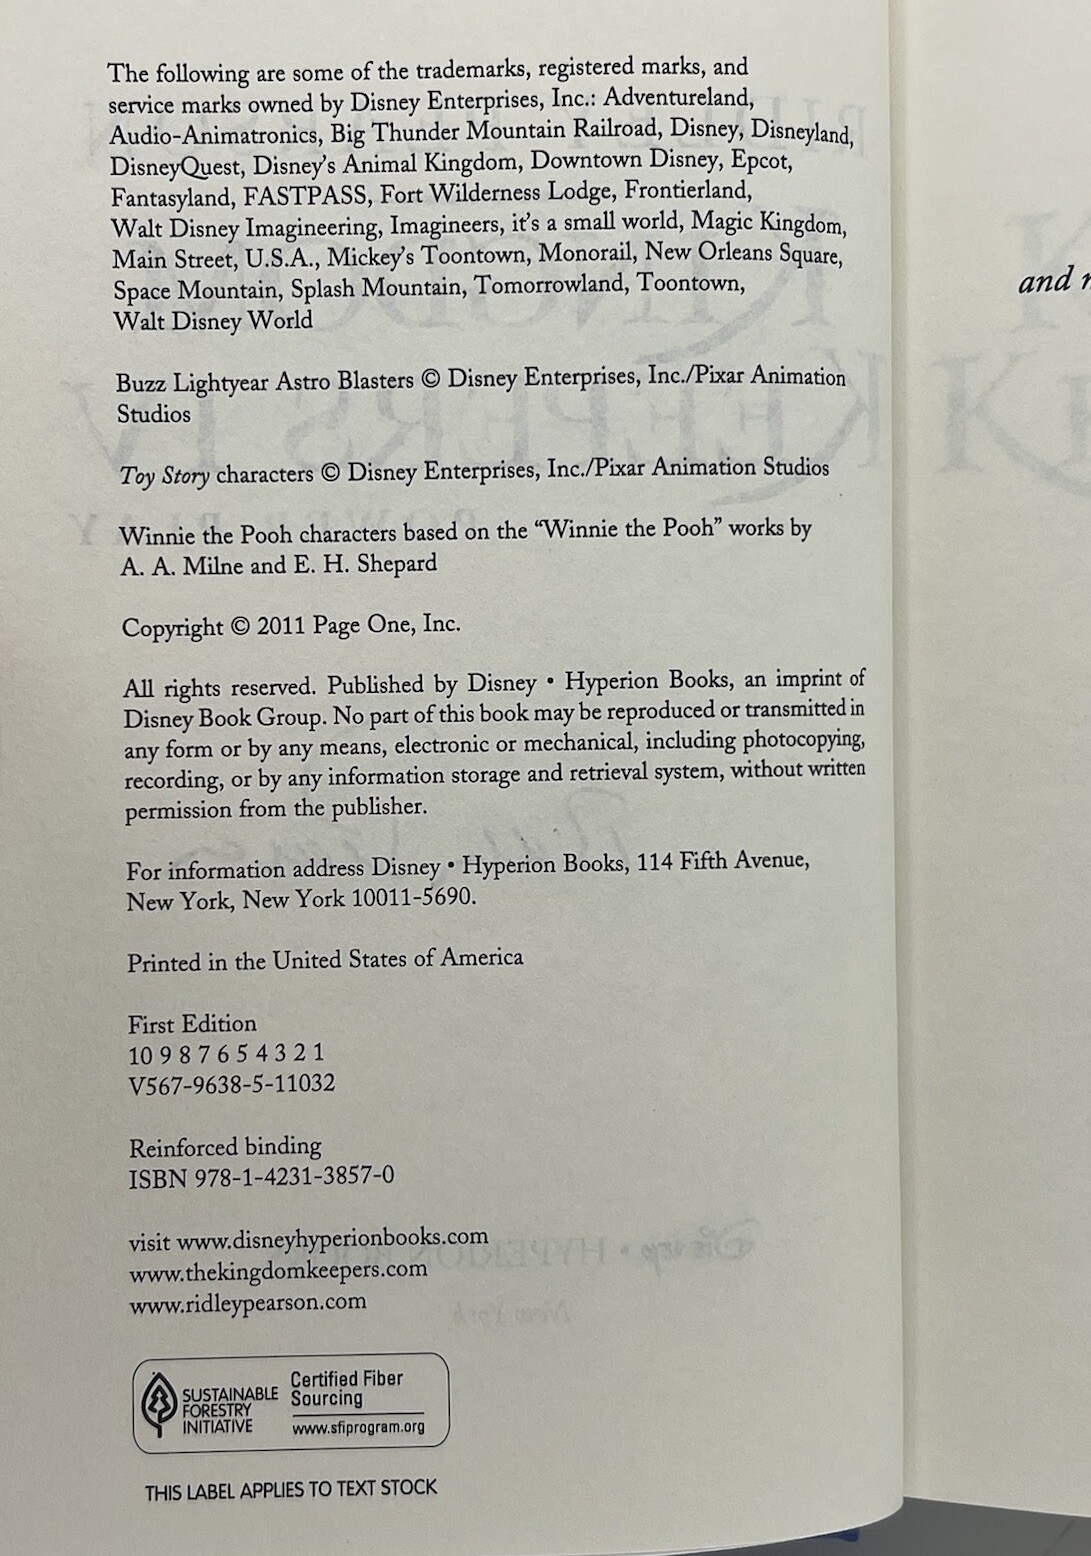 The following are some of the trademarks, registered marks, and
service marks owned by Disney Enterprises, Inc.: Adventureland,
Audio-Animatronics, Big Thunder Mountain Railroad, Disney, Disneyland,
DisneyQuest, Disney's Animal Kingdom, Downtown Disney, Epcot,
Fantasyland, FASTPASS, Fort Wilderness Lodge, Frontierland,
Walt Disney Imagineering, Imagineers, it's a small world, Magic Kingdom,
Main Street, U.S.A., Mickey's Toontown, Monorail, New Orleans Square,
Space Mountain, Splash Mountain, Tomorrowland, Toontown,
Walt Disney World
Buzz Lightyear Astro Blasters © Disney Enterprises, Inc./Pixar Animation
Studios
Toy Story characters © Disney Enterprises, Inc./Pixar Animation Studios
Winnie the Pooh characters based on the “Winnie the Pooh” works by
A. A. Milne and E. H. Shepard
Copyright © 2011 Page One, Inc.
All rights reserved. Published by Disney • Hyperion Books, an imprint of
Disney Book Group. No part of this book may be reproduced or transmitted in
any form or by any means, electronic or mechanical, including photocopying,
recording, or by any information storage and retrieval system, without written
permission from the publisher.
For information address Disney • Hyperion Books, 114 Fifth Avenue,
New York, New York 10011-5690.
Printed in the United States of America
First Edition
10 9 8 7 6 5 4 3 2 1
V567-9638-5-11032
Reinforced binding
ISBN 978-1-4231-3857-0
visit www.disneyhyperionbooks.com
www.thekingdomkeepers.com
www.ridleypearson.com
SUSTAINABLE
FORESTRY
INITIATIVE
Certified Fiber
Sourcing
www.sfiprogram.org
THIS LABEL APPLIES TO TEXT STOCK
and